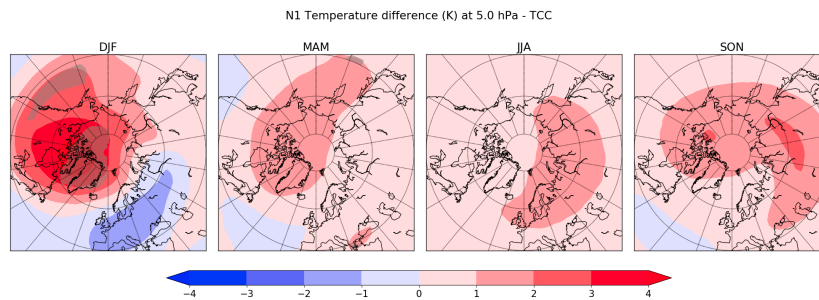 N1 Temperature difference (K) at 5.0 hPa - TCC
DJF
MAM
JJA
SON
−4 −3 −2 −1 0 1 2 3 4